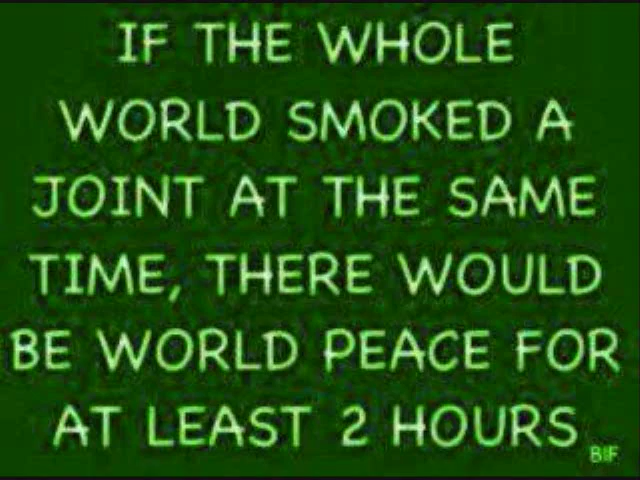 IF THE WHOLE
WORLD SMOKED A
JOINT AT THE SAME
TIME, THERE WOULD
BE WORLD PEACE FOR
AT LEAST 2 HOURS
BIF